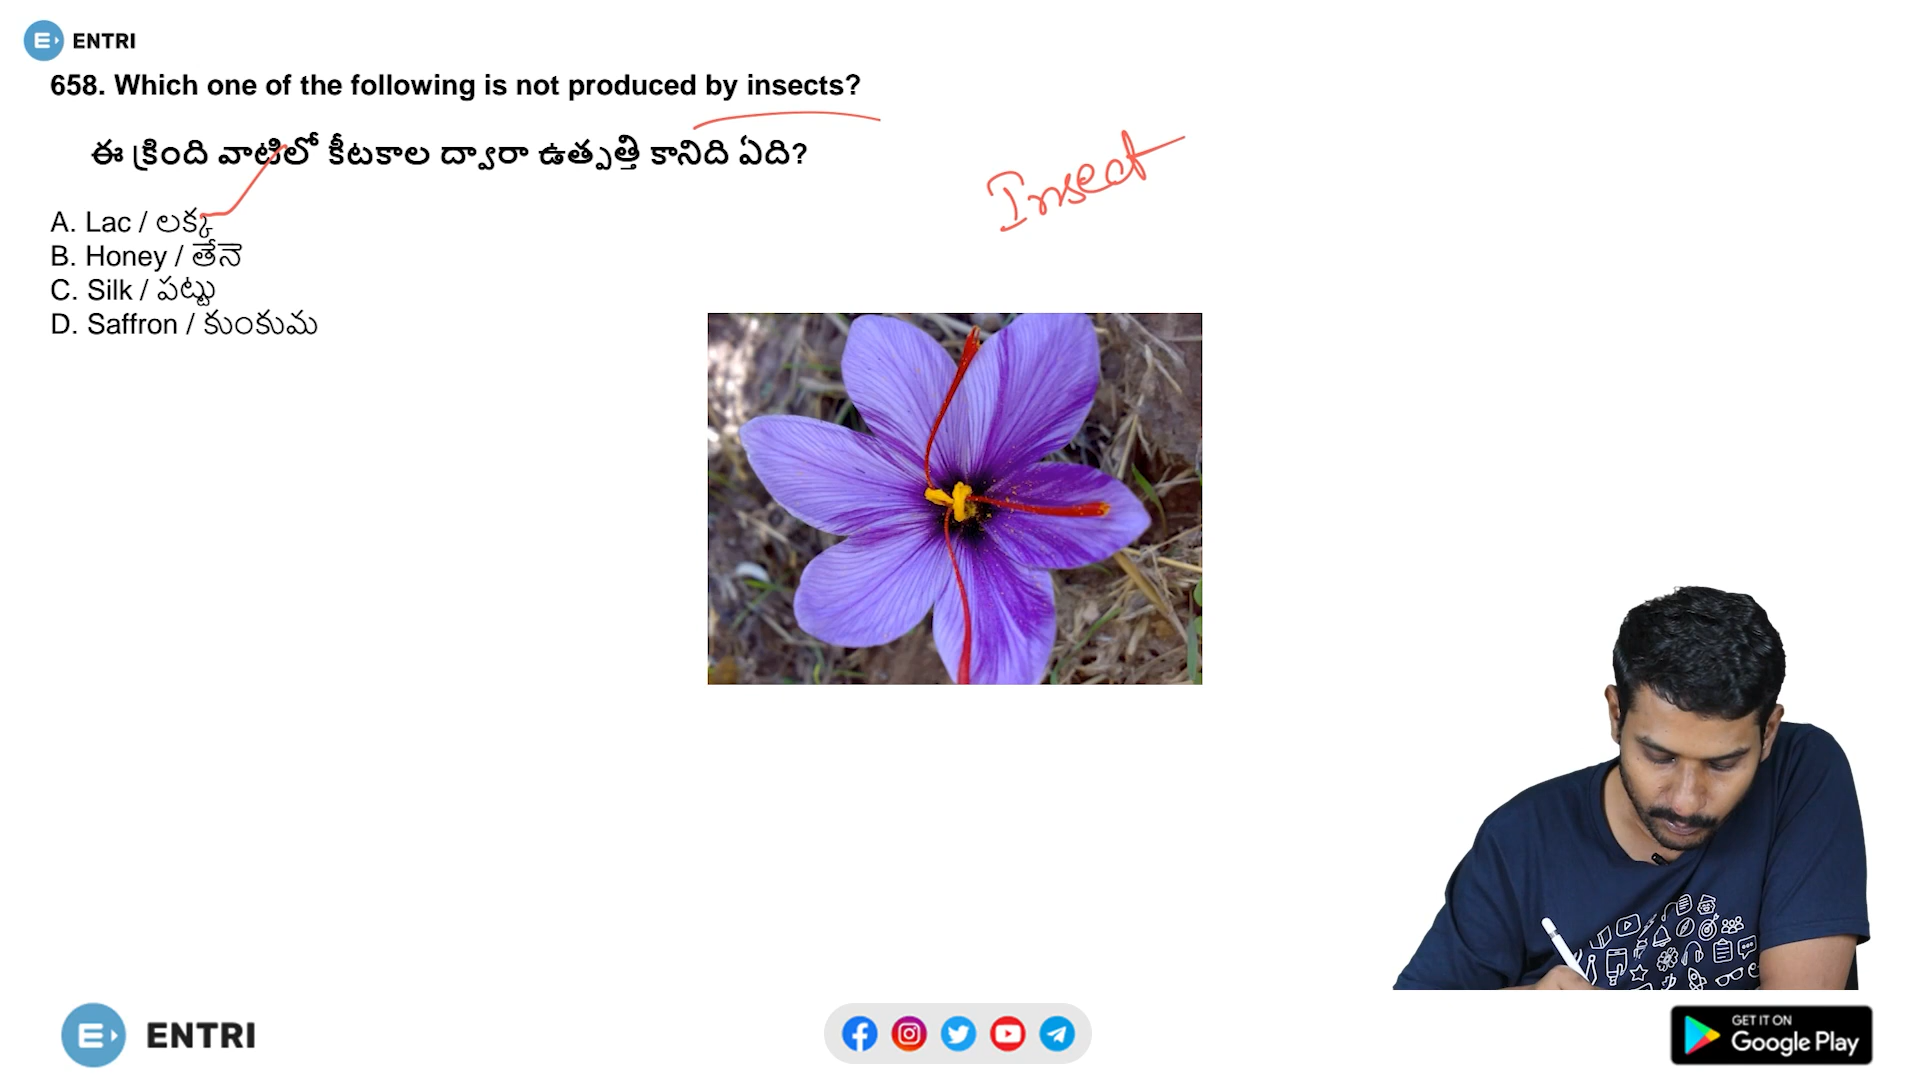 ENTRI
658. Which one of the following is not produced by insects?
ఈ క్రింది వాటిలో కీటకాల ద్వారా ఉత్పత్తి కానిది ఏది?
Insect
A. Lac / లక్క
B. Honey / తేనె
C. Silk / పట్టు
D. Saffron / కుంకుమ
ENTRI
GET IT ON
Google Play